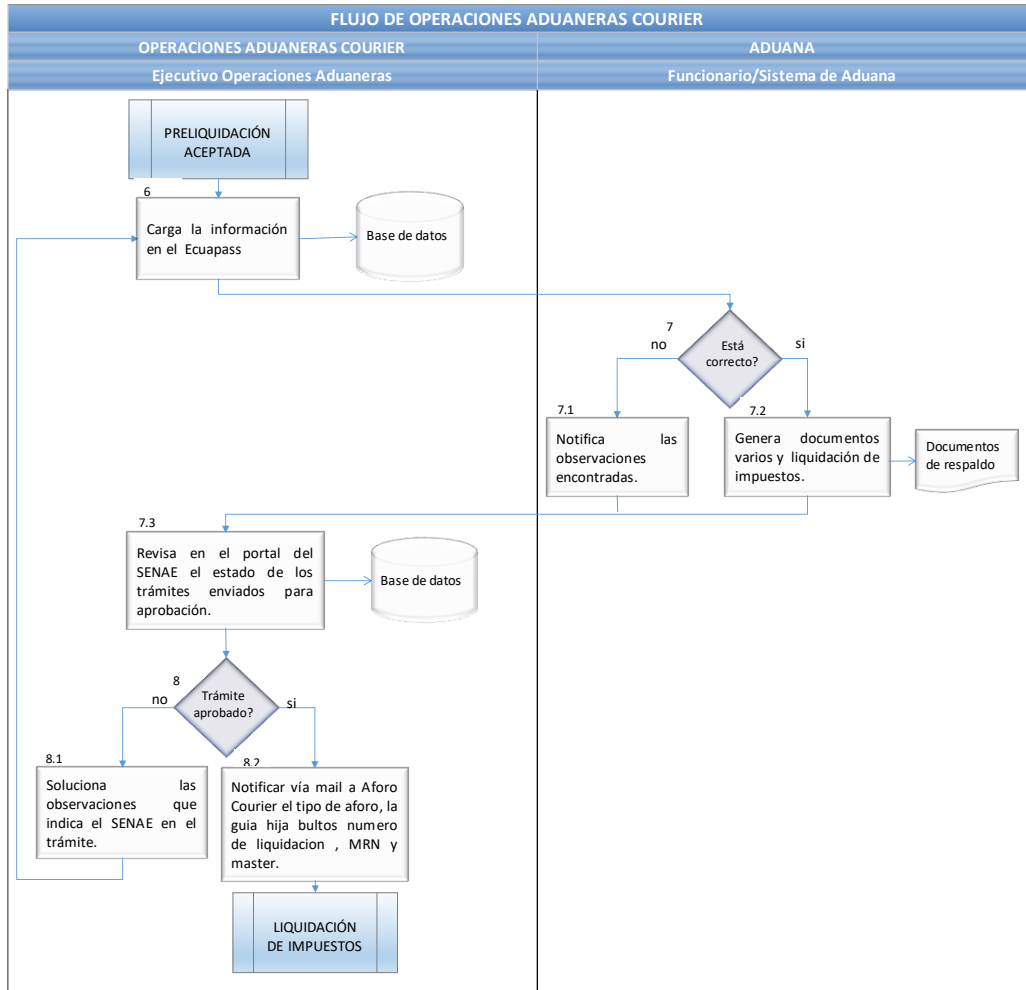 FLUJO DE OPERACIONES ADUANERAS COURIER
OPERACIONES ADUANERAS COURIER
ADUANA
Ejecutivo Operaciones Aduaneras
Funcionario/Sistema de Aduana
PRELIQUIDACIÓN
ACEPTADA
6
Carga la información
en el Ecuapass
Base de datos
7
no
Está
correcto?
si
7.1
Notifica las
observaciones
encontradas.
7.2
Genera documentos
varios y liquidación de
impuestos.
Documentos
de respaldo
7.3
Revisa en el portal del
SENAE el estado de los
trámites enviados para
aprobación.
Base de datos
8
no
Trámite
aprobado?
si
8.1
Soluciona las
observaciones que
indica el SENAE en el
trámite.
8.2
Notificar vía mail a Aforo
Courier el tipo de aforo, la
guia hija bultos numero
de liquidacion , MRN y
master.
LIQUIDACIÓN
DE IMPUESTOS